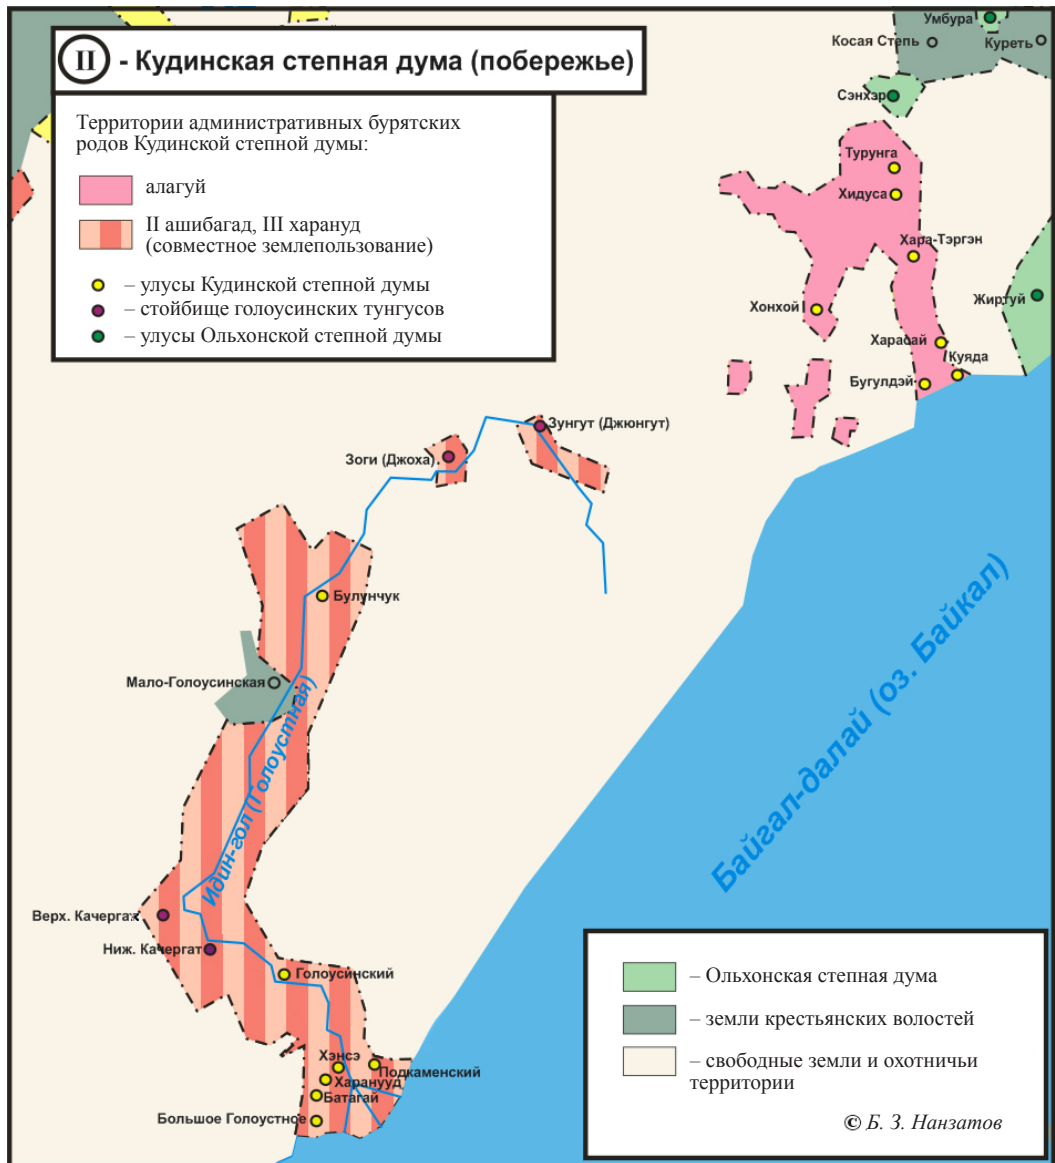 II - Кудинская степная дума (побережье)
Территории административных бурятских
родов Кудинской степной думы:
алагуй
II ашибагад, III харануд
(совместное землепользование)
– улусы Кудинской степной думы
– стойбище голоусинских тунгусов
– улусы Ольхонской степной думы
Умбура
Косая Степь
Куреть
Сэнхэр
Турунга
Хидуса
Хара-Тэргэн
Жиртуй
Хонхой
Харасай
Куяда
Бугулдэй
Зунгут (Джюнгут)
Зоги (Джоха)
Булунчук
Мало-Голоусинская
Идин-гол (Голоустная)
Байгал-далай (оз. Байкал)
Верх. Качергат
Ниж. Качергат
Голоусинский
Хэнсэ
Подкаменский
Харанууд
Батагай
Большое Голоустное
– Ольхонская степная дума
– земли крестьянских волостей
– свободные земли и охотничьи
территории
© Б. З. Нанзатов